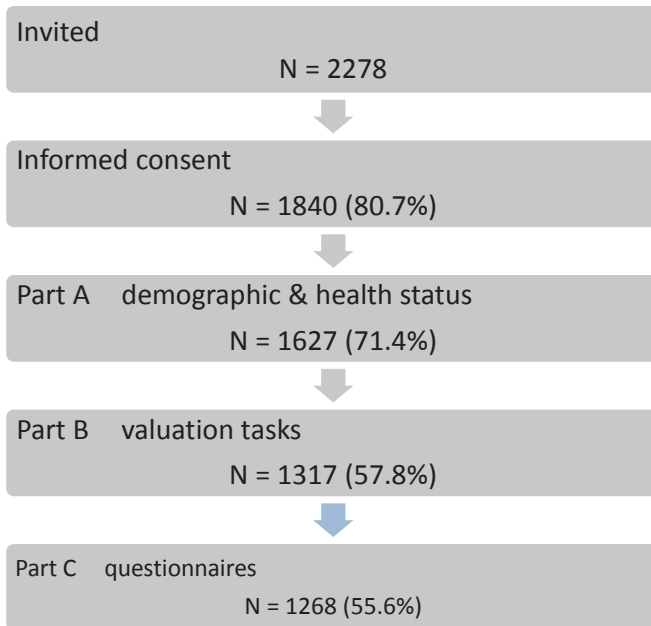 Invited
N = 2278
Informed consent
N = 1840 (80.7%)
Part A demographic & health status
N = 1627 (71.4%)
Part B valuation tasks
N = 1317 (57.8%)
Part C questionnaires
N = 1268 (55.6%)